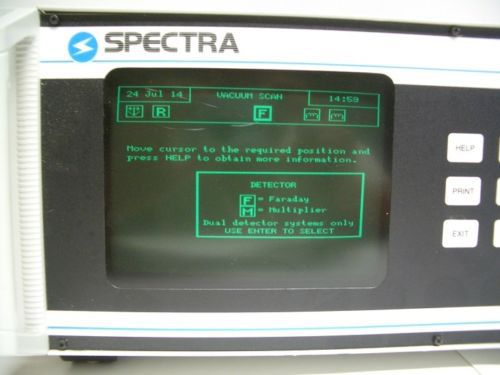 SPECTRA
24 Jul 14 VACUUM SCAN 14:59
R F
Move cursor to the required position and
press HELP to obtain more information.
DETECTOR
F = Faraday
M = Multiplier
Dual detector systems only
USE ENTER TO SELECT
HELP
PRINT
EXIT